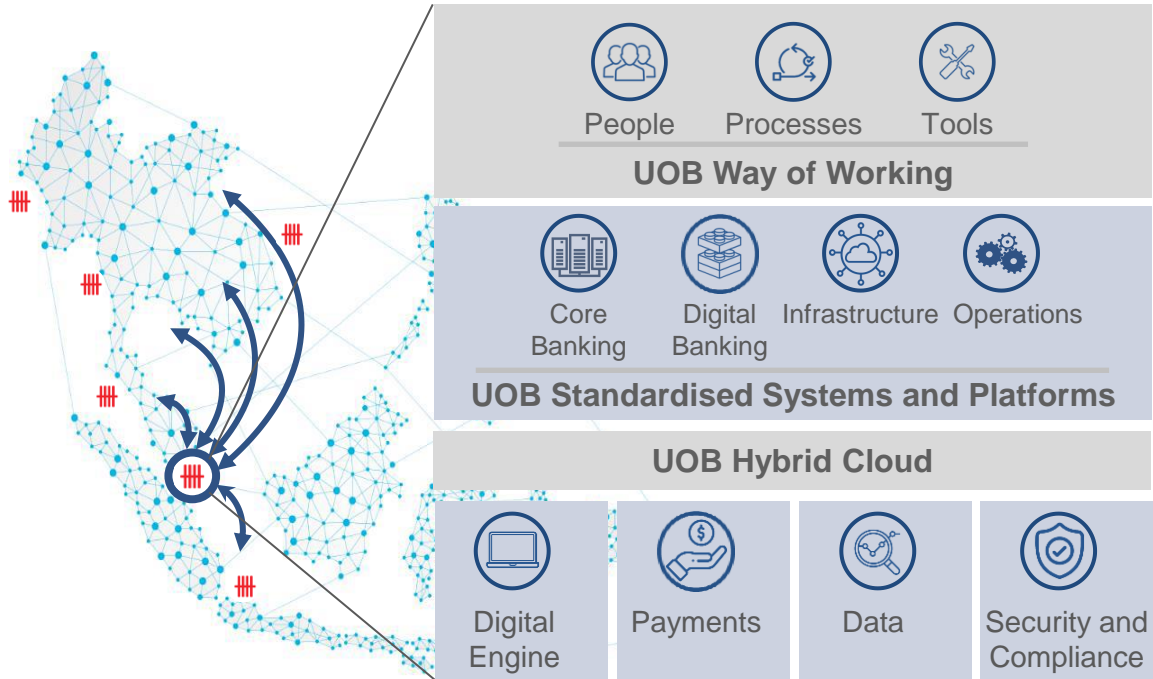 People Processes Tools
UOB Way of Working
Core Banking
Digital Banking
Infrastructure
Operations
UOB Standardised Systems and Platforms
UOB Hybrid Cloud
$
Digital Engine
Payments
Data
Security and Compliance